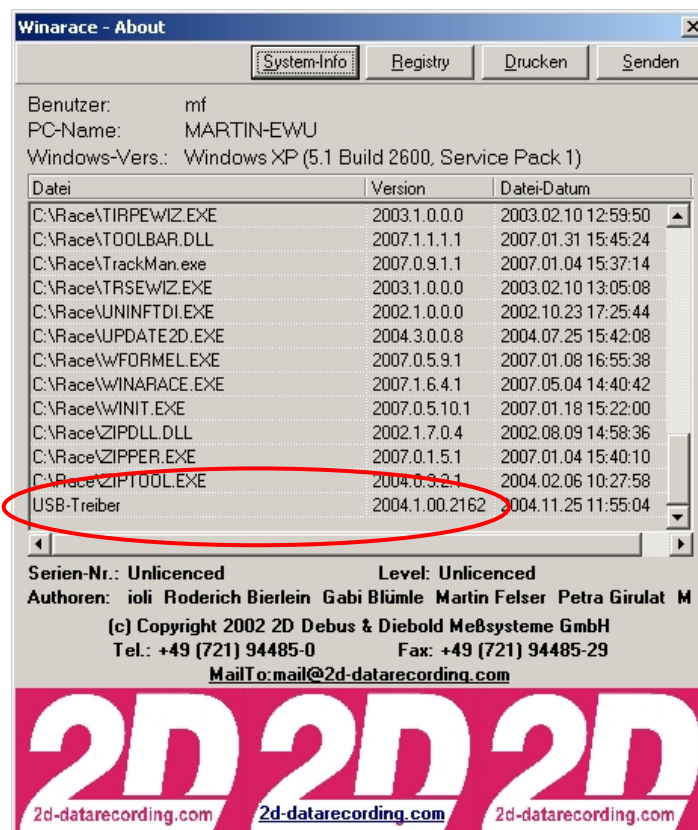 Winarace - About
System-Info Registry Drucken Senden
Benutzer: mf
PC-Name: MARTIN-EWU
Windows-Vers.: Windows XP (5.1 Build 2600, Service Pack 1)
Datei Version Datei-Datum
C:\Race\TIRPEWIZ.EXE 2003.1.0.0.0 2003.02.10 12:59:50
C:\Race\TOOLBAR.DLL 2007.1.1.1.1 2007.01.31 15:45:24
C:\Race\TrackMan.exe 2007.0.9.1.1 2007.01.04 15:37:14
C:\Race\TRSEWIZ.EXE 2003.1.0.0.0 2003.02.10 13:05:08
C:\Race\UNINFTDI.EXE 2002.1.0.0.0 2002.10.23 17:25:44
C:\Race\UPDATE2D.EXE 2004.3.0.0.8 2004.07.25 15:42:08
C:\Race\WFORMEL.EXE 2007.0.5.9.1 2007.01.08 16:55:38
C:\Race\WINARACE.EXE 2007.1.6.4.1 2007.05.04 14:40:42
C:\Race\WINIT.EXE 2007.0.5.10.1 2007.01.18 15:22:00
C:\Race\ZIPDLL.DLL 2002.1.7.0.4 2002.08.09 14:58:36
C:\Race\ZIPPER.EXE 2007.0.1.5.1 2007.01.04 15:40:10
C:\Race\ZIPTOOL.EXE 2004.0.3.2.1 2004.02.06 10:27:58
USB-Treiber 2004.1.00.2162 2004.11.25 11:55:04
Serien-Nr.: Unlicenced Level: Unlicenced
Authoren: ioli Roderich Bierlein Gabi Blümle Martin Felser Petra Girulat M
(c) Copyright 2002 2D Debus & Diebold Meßsysteme GmbH
Tel.: +49 (721) 94485-0 Fax: +49 (721) 94485-29
MailTo:mail@2d-datarecording.com
2D 2D 2D
2d-datarecording.com 2d-datarecording.com 2d-datarecording.com